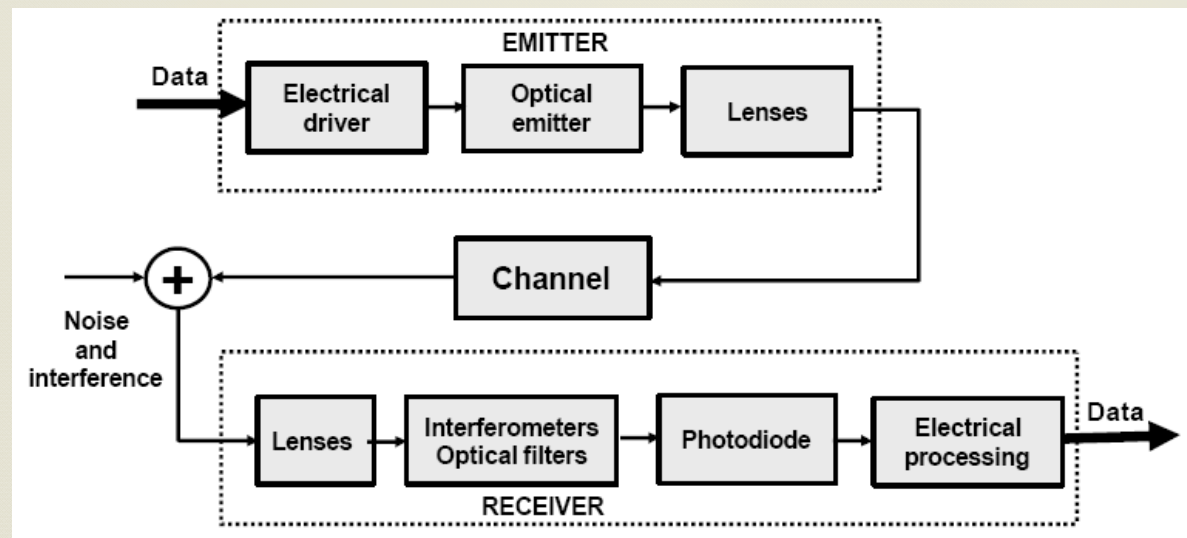 EMITTER
Data
Electrical
driver
Optical
emitter
Lenses
Channel
+
Noise
and
interference
Lenses
Interferometers
Optical filters
Photodiode
Electrical
processing
Data
RECEIVER